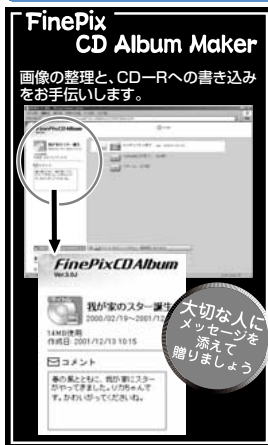 FinePix
CD Album Maker
画像の整理と、CD－Rへの書き込み
をお手伝いします。
FinePixCDAlbum
FinePixCDAlbum
Ver.3.0J
我が家のスター誕生
2000/02/19～2001/12
14MB使用
作成日:2001/12/13 10:15
コメント
春の風とともに、我が家にスター
がやってきました。リカちゃんで
す。かわいがってくださいね。
大切な人に
メッセージを
添えて
贈りましょう